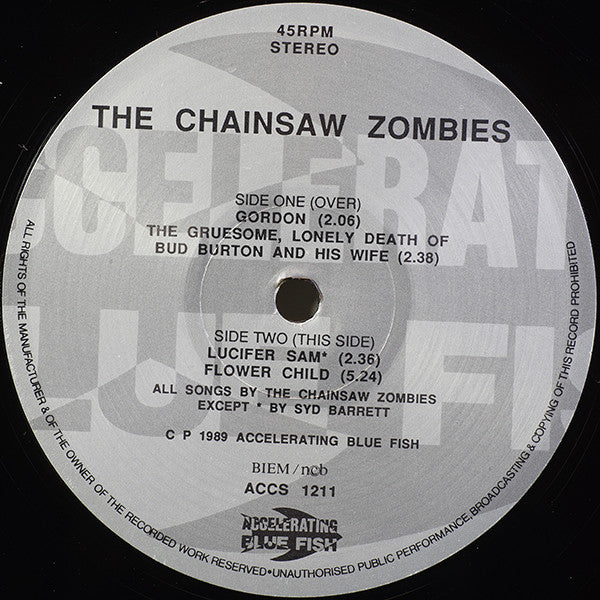 45RPM
STEREO
THE CHAINSAW ZOMBIES
ACCELERAT
SIDE ONE (OVER)
GORDON (2.06)
THE GRUESOME, LONELY DEATH OF
BUD BURTON AND HIS WIFE (2.38)
SIDE TWO (THIS SIDE)
LUCIFER SAM* (2.36)
FLOWER CHILD (5.24)
BLUE FIS
ALL SONGS BY THE CHAINSAW ZOMBIES
EXCEPT * BY SYD BARRETT
C P 1989 ACCELERATING BLUE FISH
BIEM/ncb
ACCS 1211
ACCELERATING
BLUE FISH
ALL RIGHTS OF THE MANUFACTURER & OF THE OWNER OF THE RECORDED WORK RESERVED•UNAUTHORISED PUBLIC PERFORMANCE, BROADCASTING & COPYING OF THIS RECORD PROHIBITED